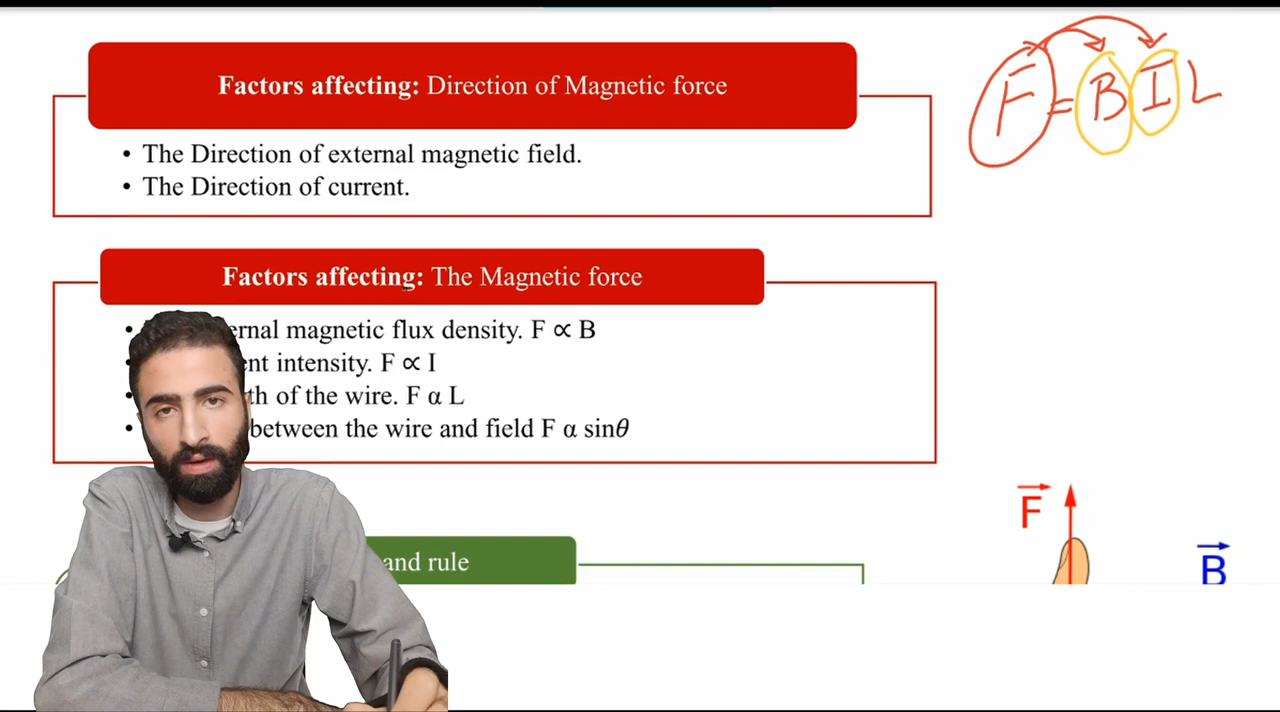 Factors affecting: Direction of Magnetic force
• The Direction of external magnetic field.
• The Direction of current.
F = B I L
Factors affecting: The Magnetic force
• ernal magnetic flux density. F ∝ B
ent intensity. F ∝ I
• th of the wire. F α L
• between the wire and field F α sinθ
F
and rule
B